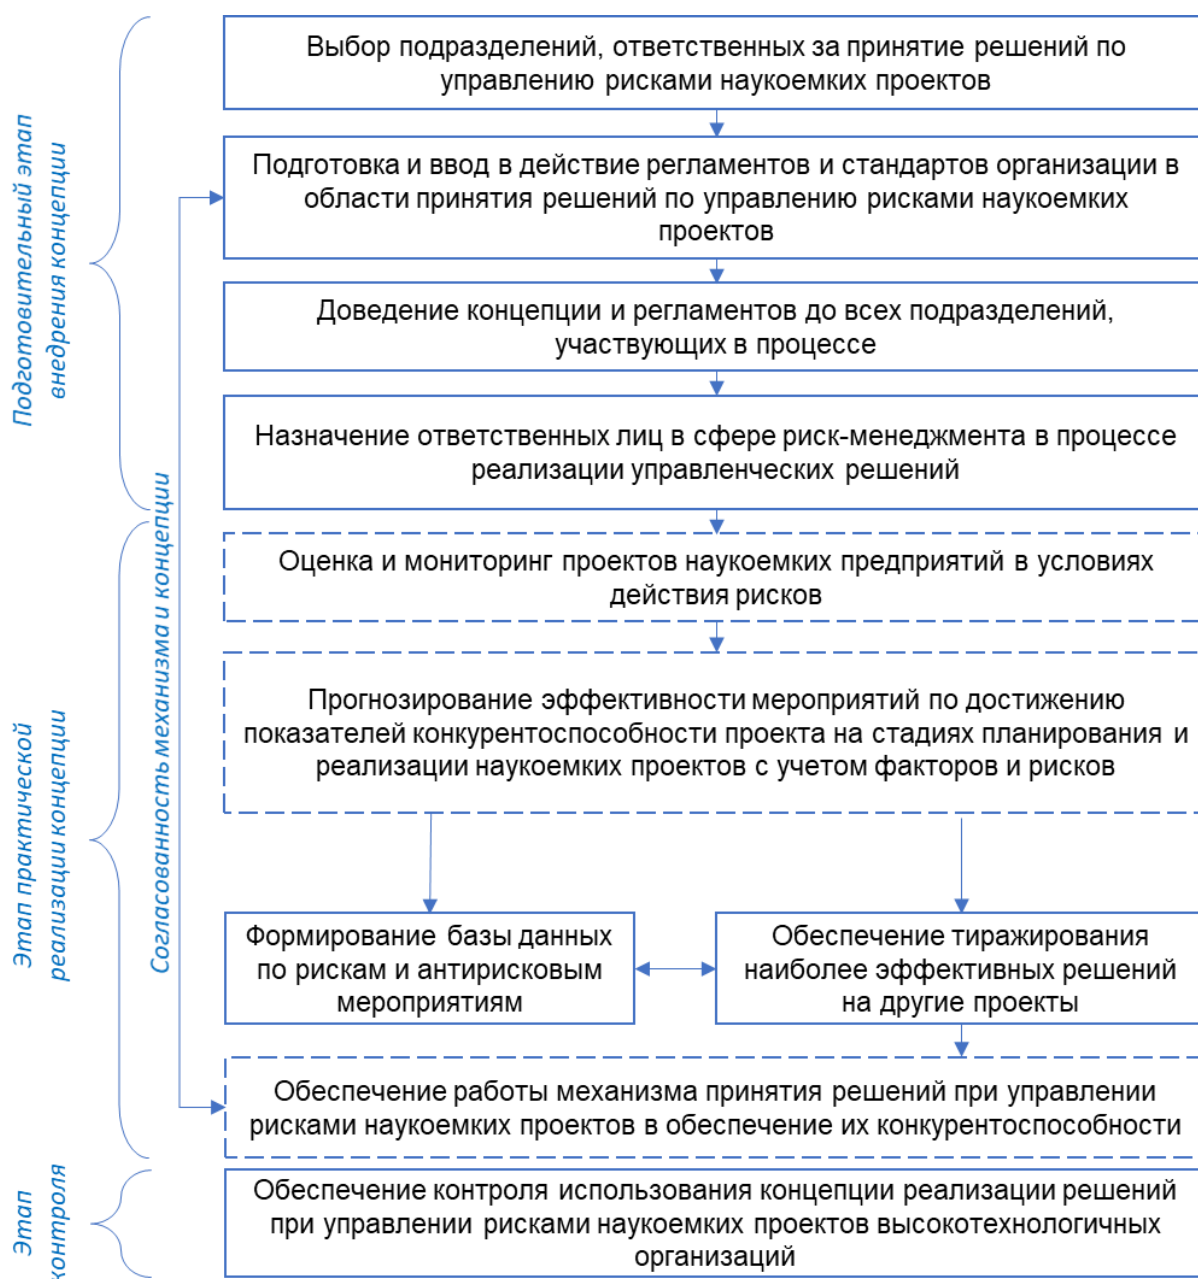 Выбор подразделений, ответственных за принятие решений по
управлению рисками наукоемких проектов
Подготовка и ввод в действие регламентов и стандартов организации в
области принятия решений по управлению рисками наукоемких
проектов
Доведение концепции и регламентов до всех подразделений,
участвующих в процессе
Назначение ответственных лиц в сфере риск-менеджмента в процессе
реализации управленческих решений
Подготовительный этап
внедрения концепции
Согласованность механизма и концепции
Оценка и мониторинг проектов наукоемких предприятий в условиях
действия рисков
Прогнозирование эффективности мероприятий по достижению
показателей конкурентоспособности проекта на стадиях планирования и
реализации наукоемких проектов с учетом факторов и рисков
Формирование базы данных
по рискам и антирисковым
мероприятиям
Обеспечение тиражирования
наиболее эффективных решений
на другие проекты
Обеспечение работы механизма принятия решений при управлении
рисками наукоемких проектов в обеспечение их конкурентоспособности
Этап практической
реализации концепции
Обеспечение контроля использования концепции реализации решений
при управлении рисками наукоемких проектов высокотехнологичных
организаций
Этап
контроля